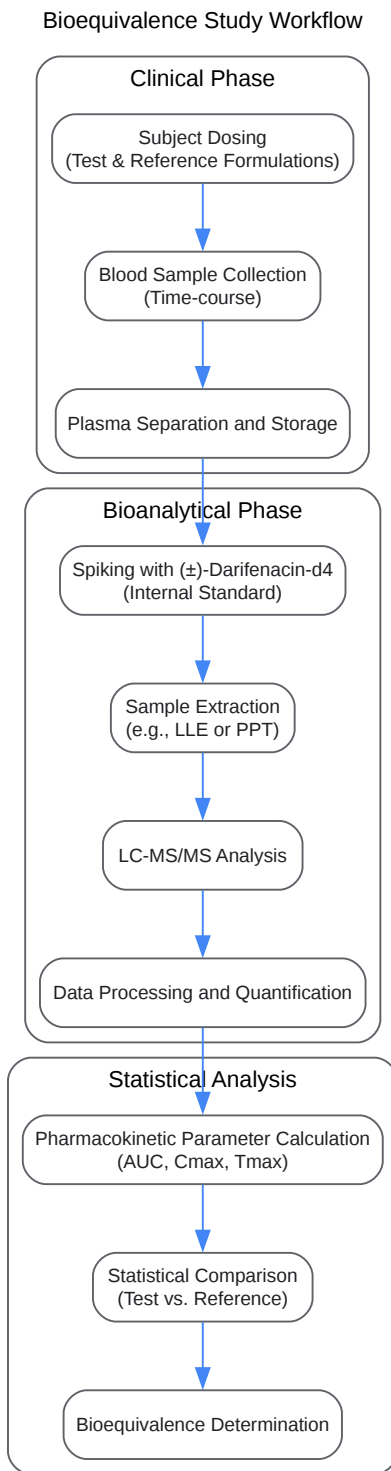 Bioequivalence Study Workflow
Clinical Phase
Subject Dosing
(Test & Reference Formulations)
Blood Sample Collection
(Time-course)
Plasma Separation and Storage
Bioanalytical Phase
Spiking with (±)-Darifenacin-d4
(Internal Standard)
Sample Extraction
(e.g., LLE or PPT)
LC-MS/MS Analysis
Data Processing and Quantification
Statistical Analysis
Pharmacokinetic Parameter Calculation
(AUC, Cmax, Tmax)
Statistical Comparison
(Test vs. Reference)
Bioequivalence Determination